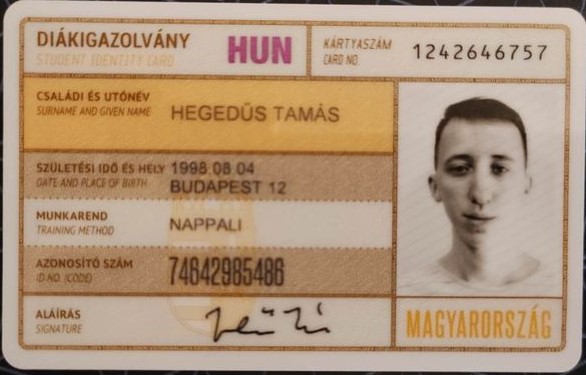 DIÁKIGAZOLVÁNY
STUDENT IDENTITY CARD
HUN
KÁRTYASZÁM
CARD NO.
1242646757
CSALÁDI ÉS UTÓNÉV
SURNAME AND GIVEN NAME
HEGEDŰS TAMÁS
SZÜLETÉSI IDŐ ÉS HELY
DATE AND PLACE OF BIRTH
1998.08.04
BUDAPEST 12
MUNKAREND
TRAINING METHOD
NAPPALI
AZONOSÍTÓ SZÁM
ID NO. (CODE)
74642985486
ALÁÍRÁS
SIGNATURE
MAGYARORSZÁG